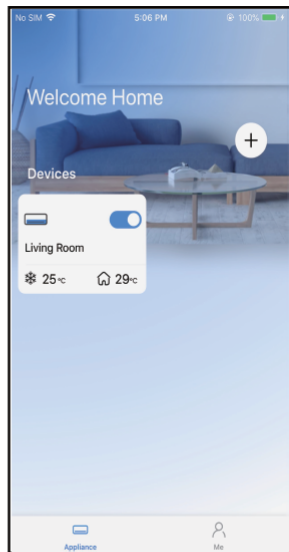 No SIM 5:06 PM 100%
Welcome Home
+
Devices
Living Room
25°C 29°C
Appliance Me